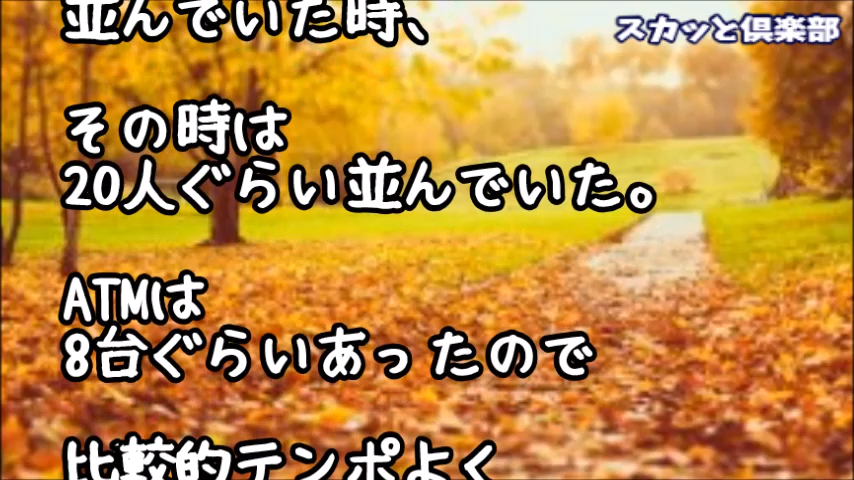 並んでいた時、
スカッと倶楽部
その時は
20人ぐらい並んでいた。
ATMは
8台ぐらいあったので
比較的テンポよく